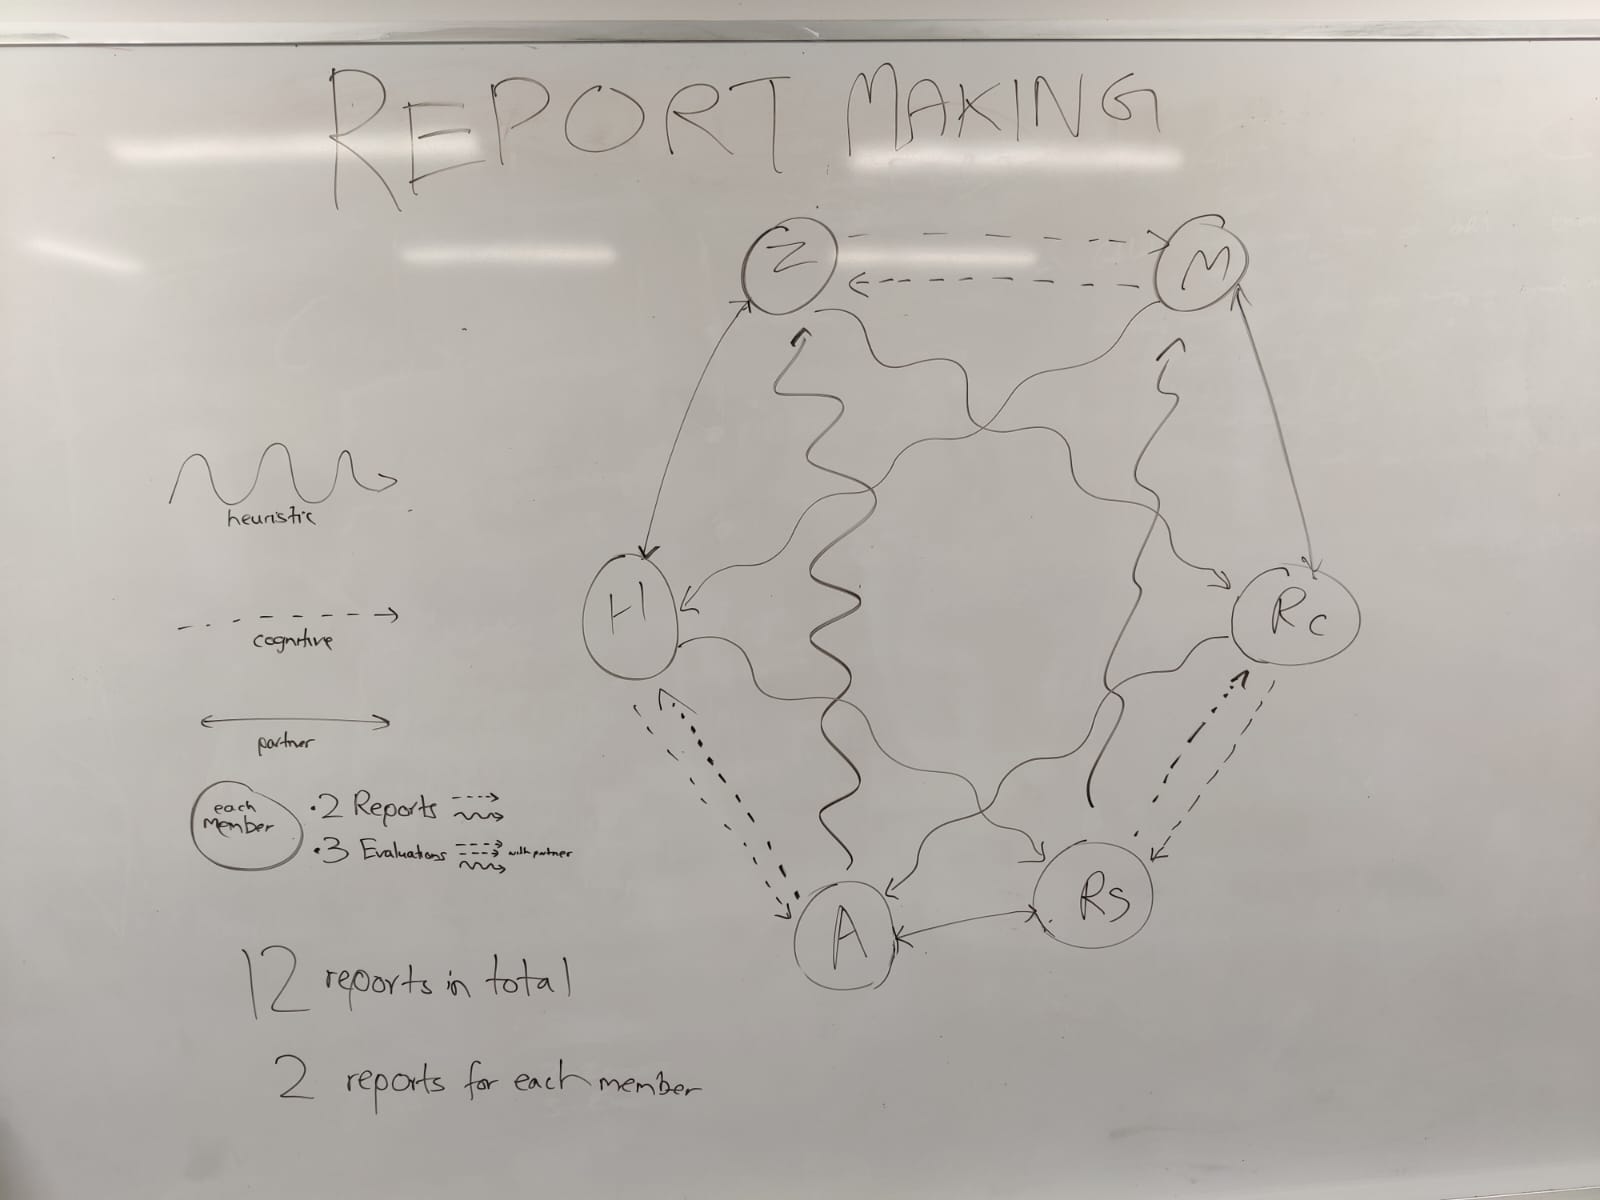 REPORT MAKING
Z
M
heuristic
H
Rc
cognitive
partner
each
member
.2 Reports
.3 Evaluations with partner
A
Rs
12 reports in total
2 reports for each member